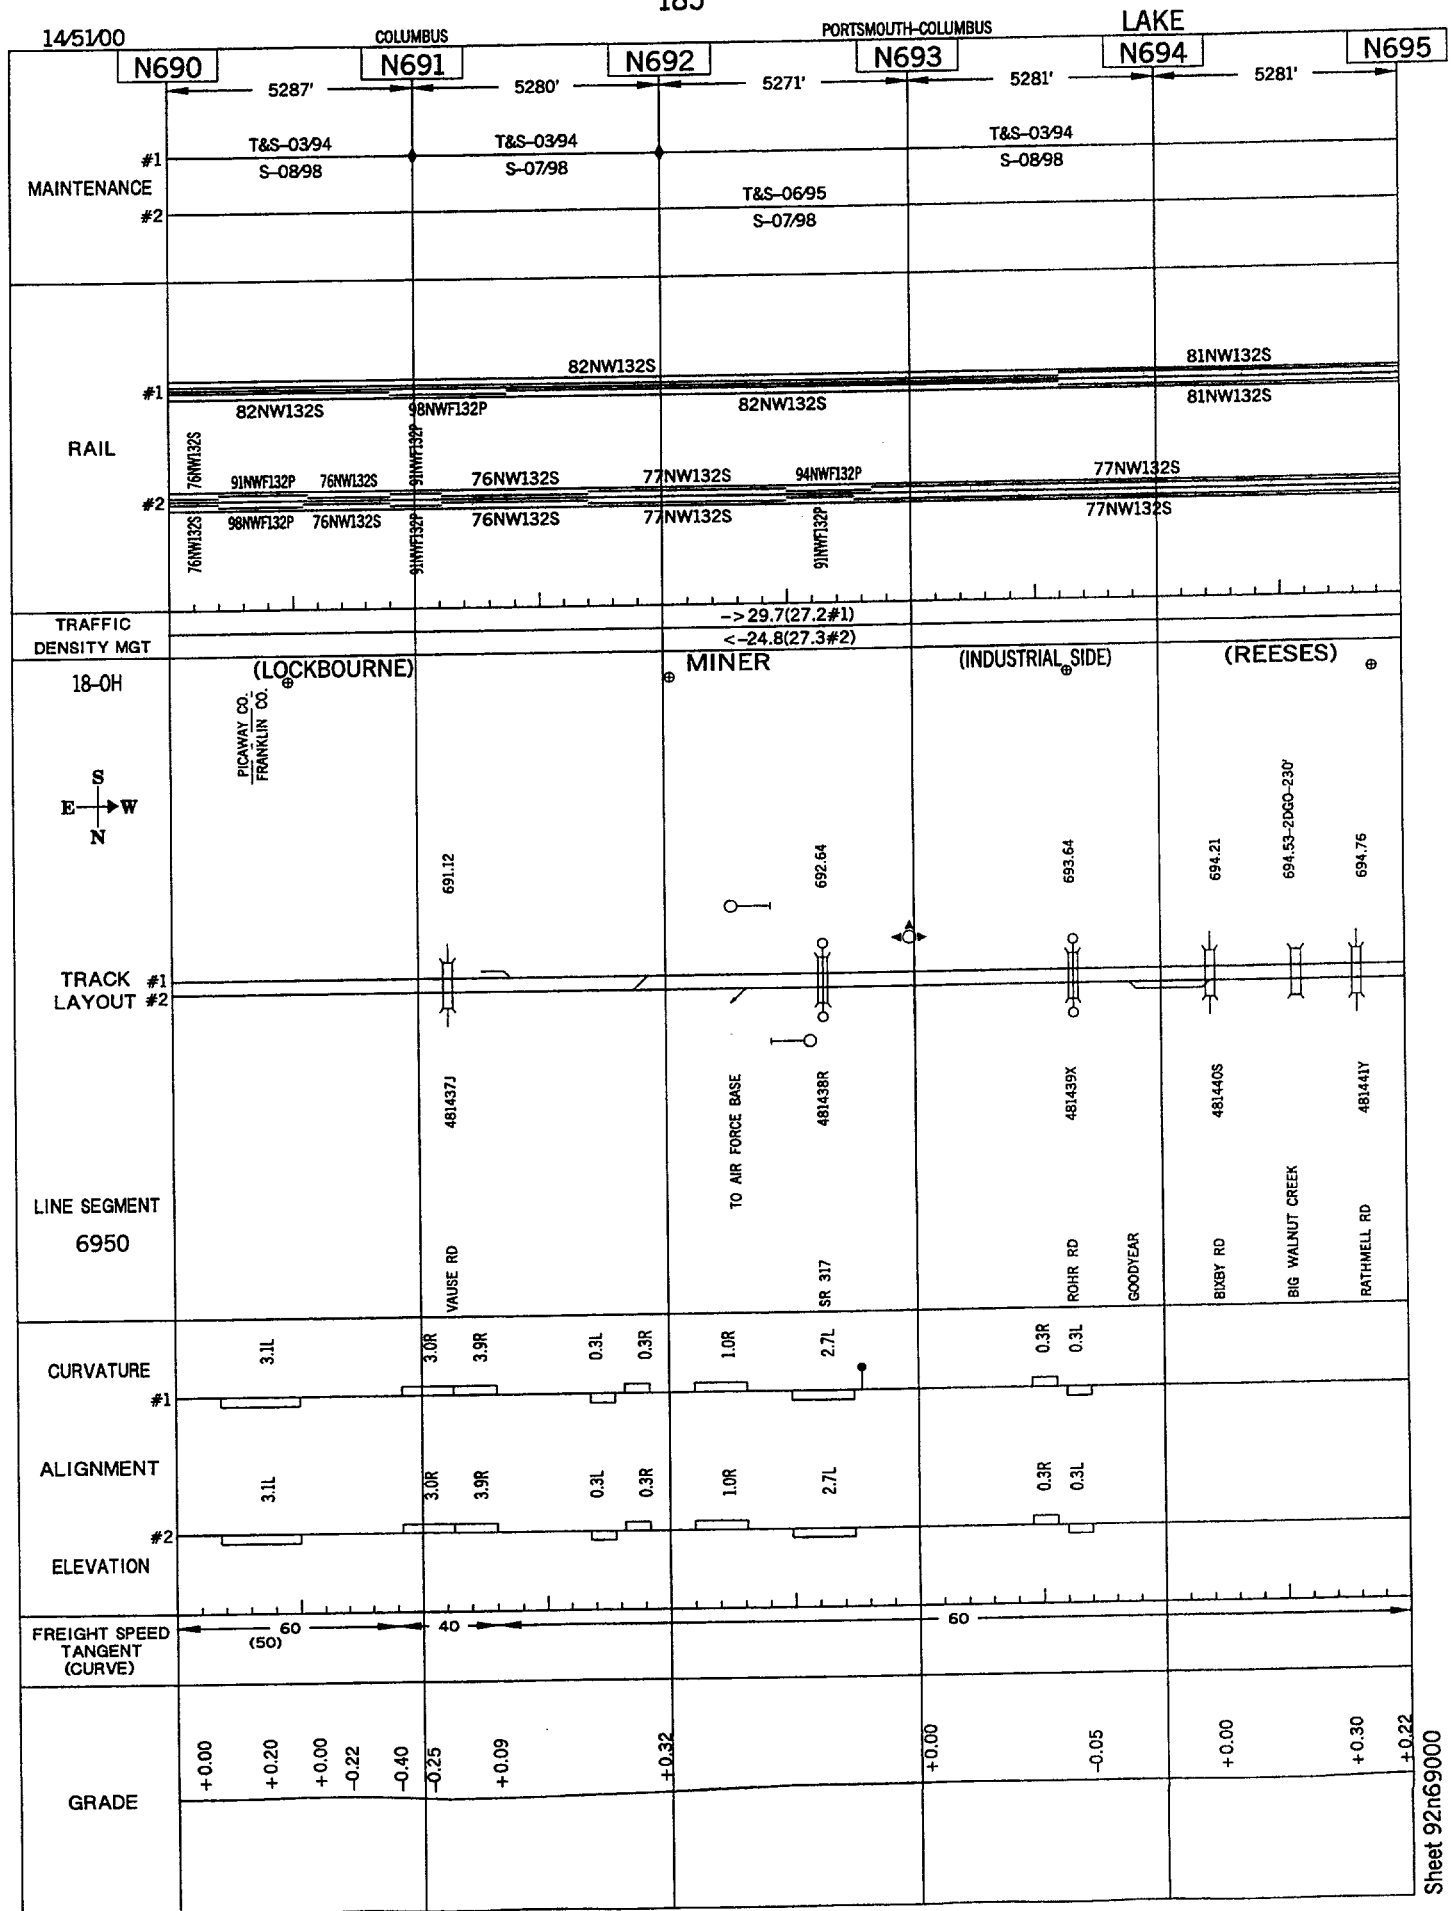 185
14/51/00 COLUMBUS PORTSMOUTH-COLUMBUS LAKE
N690 N691 N692 N693 N694 N695
5287' 5280' 5271' 5281' 5281'
T&S-03/94 T&S-03/94 T&S-03/94
#1
S-08/98 S-07/98 S-08/98
MAINTENANCE
T&S-06/95
#2
S-07/98
82NW132S 81NW132S
#1
82NW132S 98NWF132P 82NW132S 81NW132S
RAIL
76NW132S 91NWF132P 76NW132S 91NWF132P 76NW132S 77NW132S 94NWF132P 77NW132S
#2
76NW132S 98NWF132P 76NW132S 91NWF132P 76NW132S 77NW132S 91NWF132P 77NW132S
TRAFFIC
DENSITY MGT
->29.7(27.2#1)
<-24.8(27.3#2)
18-OH
(LOCKBOURNE) MINER (INDUSTRIAL SIDE) (REESES)
PICAWAY CO.
FRANKLIN CO.
S
E W
N
691.12 692.64 693.64 694.21 694.53-2DGO-230' 694.76
TRACK #1
LAYOUT #2
481437J TO AIR FORCE BASE 481438R 481439X 481440S 481441Y
LINE SEGMENT
6950
VAUSE RD SR 317 ROHR RD GOODYEAR BIXBY RD BIG WALNUT CREEK RATHMELL RD
CURVATURE
3.1L 3.0R 3.9R 0.3L 0.3R 1.0R 2.7L 0.3R 0.3L
#1
ALIGNMENT
3.1L 3.0R 3.9R 0.3L 0.3R 1.0R 2.7L 0.3R 0.3L
#2
ELEVATION
FREIGHT SPEED
TANGENT
(CURVE)
60 40 60
(50)
GRADE
+0.00 +0.20 +0.00 -0.22 -0.40 -0.25 +0.09 +0.32 +0.00 -0.05 +0.00 +0.30 +0.22
Sheet 92n69000